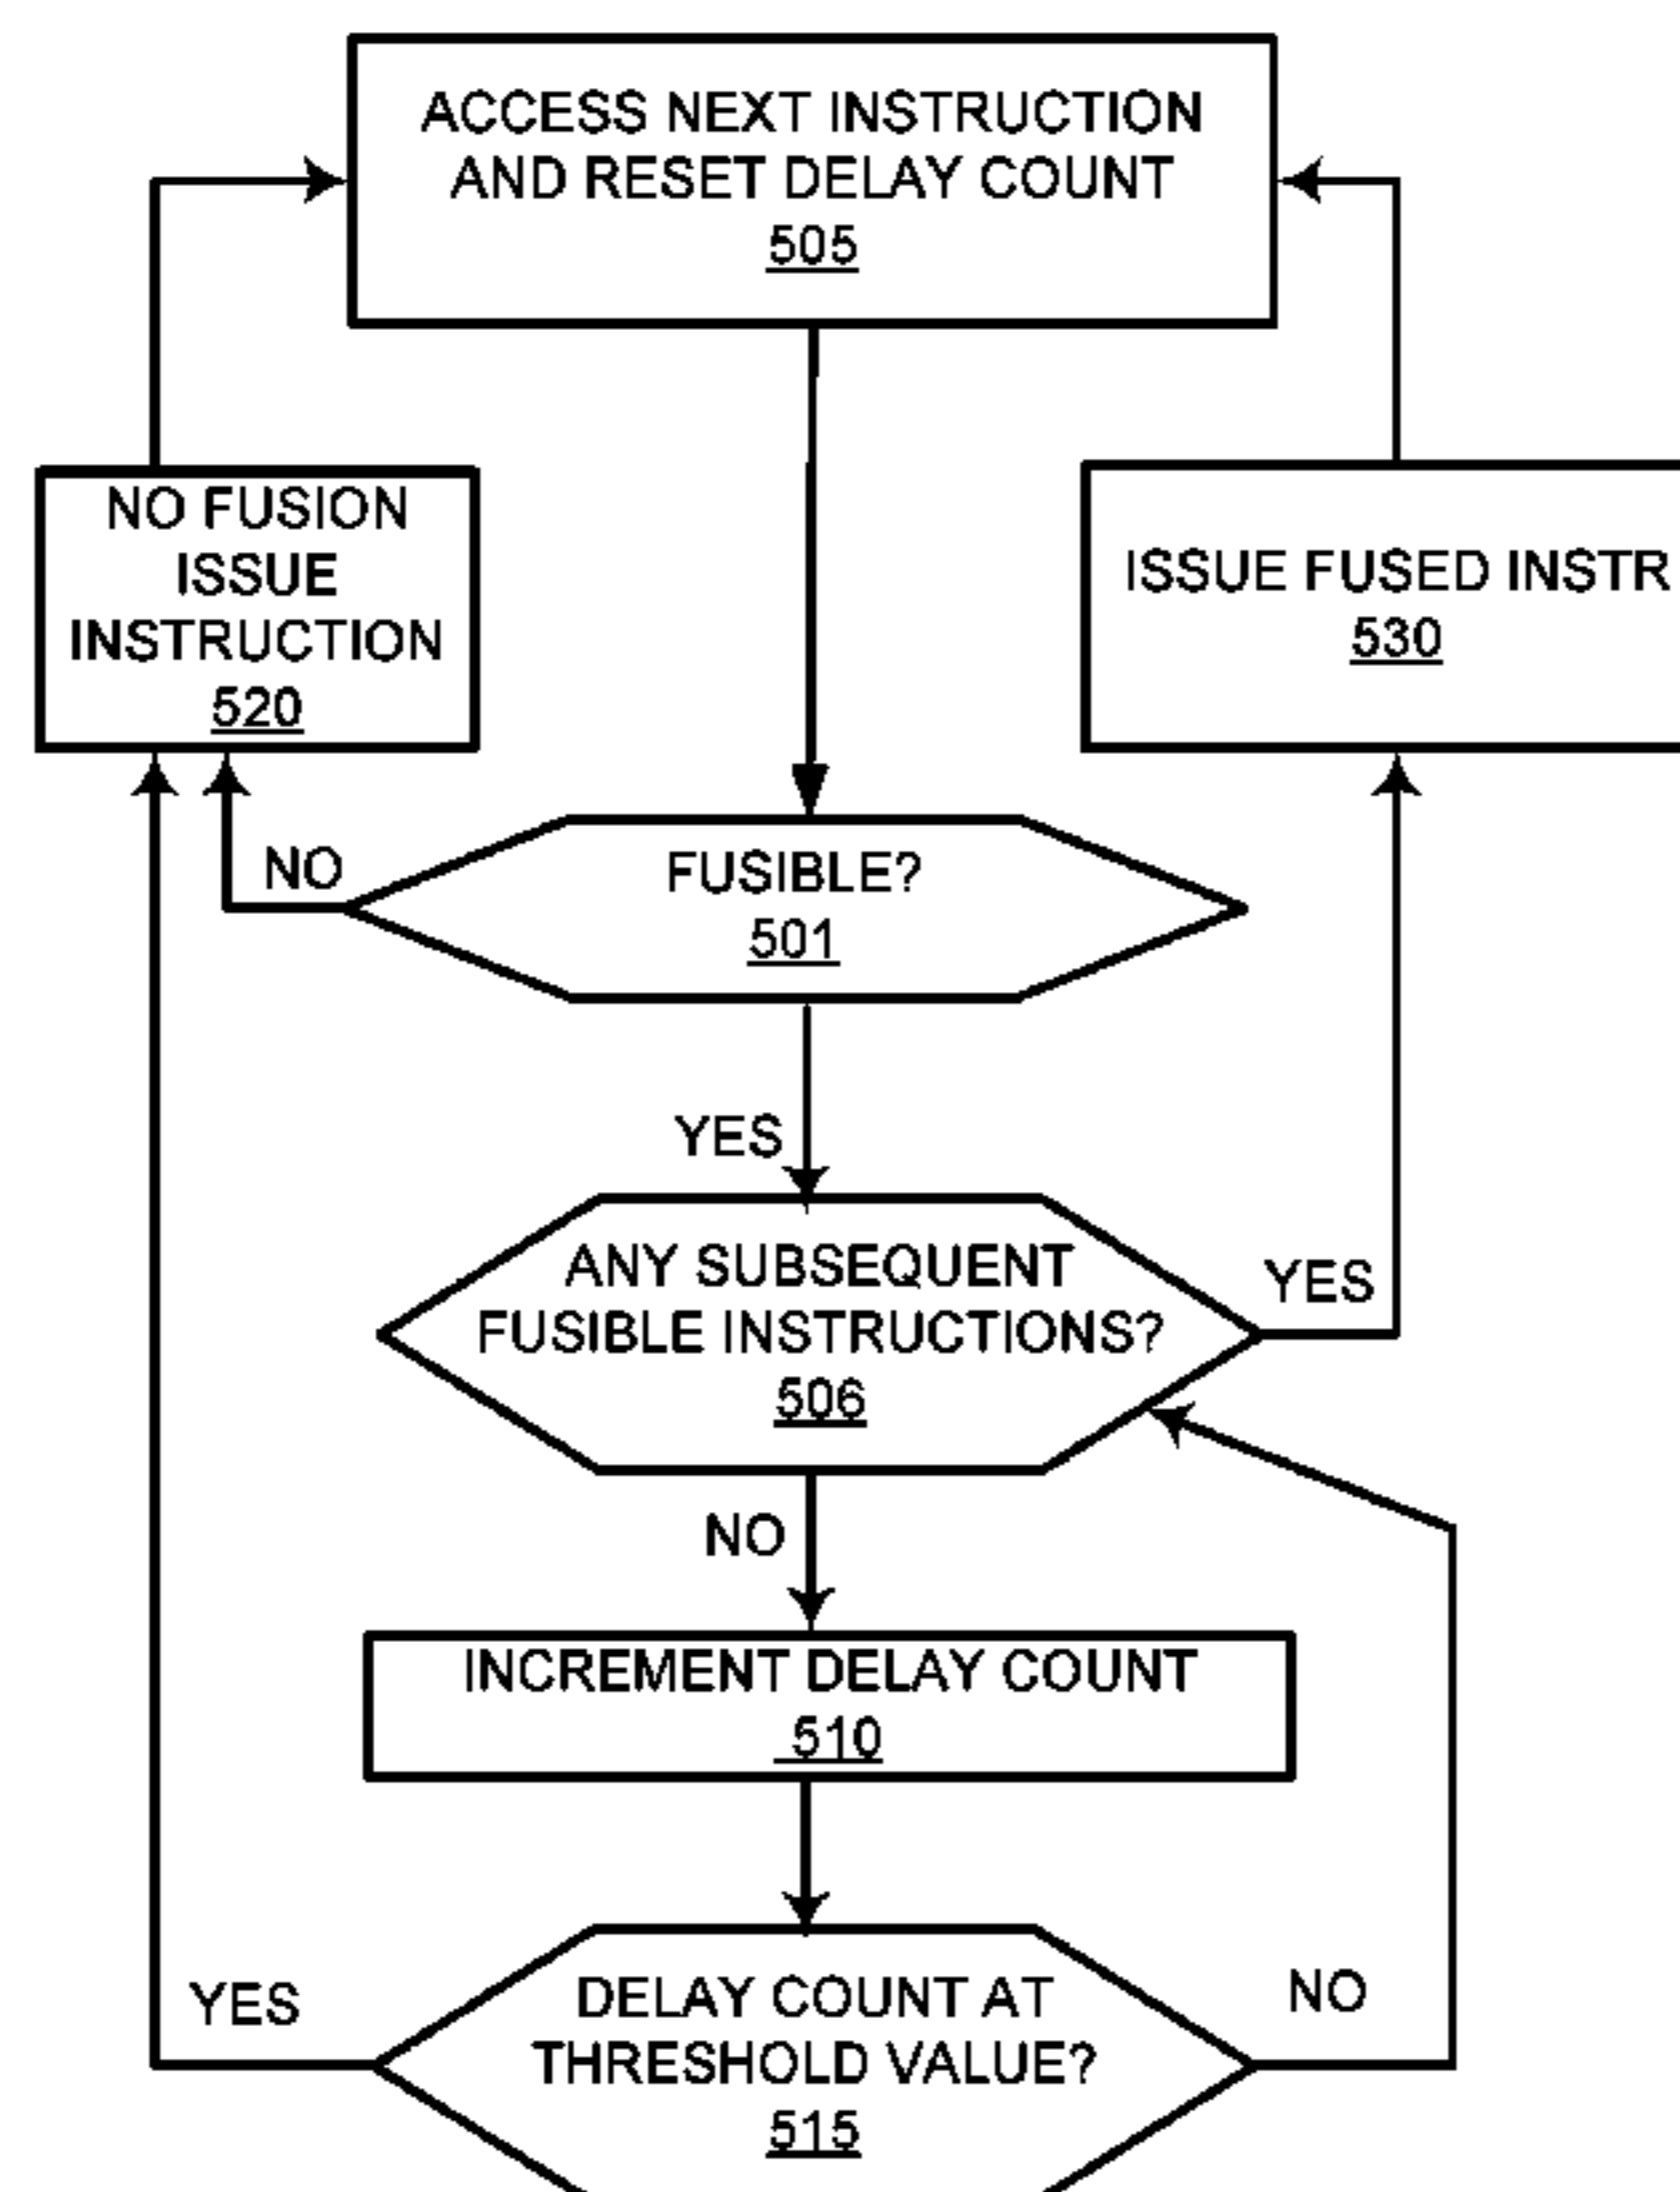 ACCESS NEXT INSTRUCTION
AND RESET DELAY COUNT
505
NO FUSION
ISSUE
INSTRUCTION
520
ISSUE FUSED INSTR
530
NO
FUSIBLE?
501
YES
ANY SUBSEQUENT
FUSIBLE INSTRUCTIONS?
506
YES
NO
INCREMENT DELAY COUNT
510
YES
DELAY COUNT AT
THRESHOLD VALUE?
515
NO